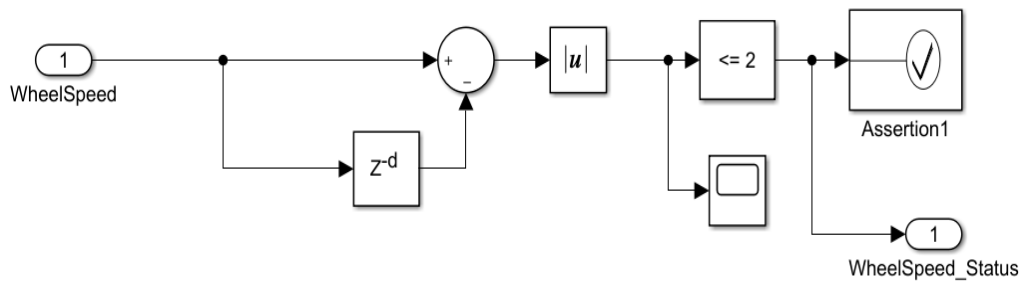 1
WheelSpeed
+
−
|u|
<= 2
Assertion1
Z-d
1
WheelSpeed_Status